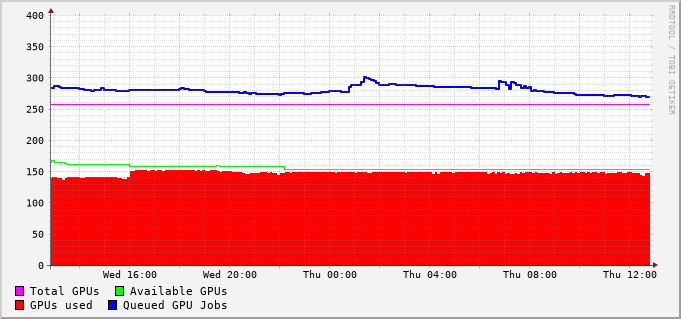 400
350
300
250
200
150
100
50
0
Wed 16:00 Wed 20:00 Thu 00:00 Thu 04:00 Thu 08:00 Thu 12:00
Total GPUs Available GPUs
GPUs used Queued GPU Jobs
RRDTOOL / TOBI OETIKER